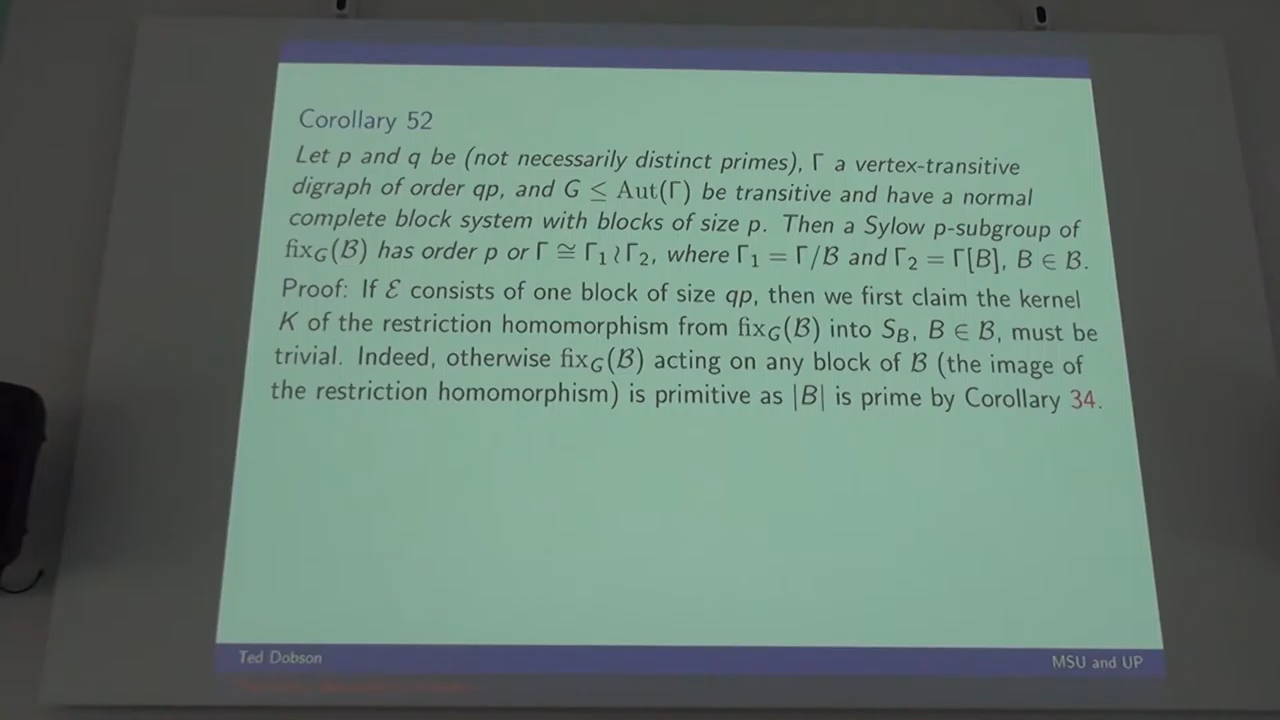 Corollary 52
Let p and q be (not necessarily distinct primes), Γ a vertex-transitive
digraph of order qp, and G ≤ Aut(Γ) be transitive and have a normal
complete block system with blocks of size p. Then a Sylow p-subgroup of
fix_G(ℬ) has order p or Γ ≅ Γ₁ ≀ Γ₂, where Γ₁ = Γ/ℬ and Γ₂ = Γ[B], B ∈ ℬ.
Proof: If ℰ consists of one block of size qp, then we first claim the kernel
K of the restriction homomorphism from fix_G(ℬ) into S_B, B ∈ ℬ, must be
trivial. Indeed, otherwise fix_G(ℬ) acting on any block of ℬ (the image of
the restriction homomorphism) is primitive as |B| is prime by Corollary 34.
Ted Dobson
MSU and UP